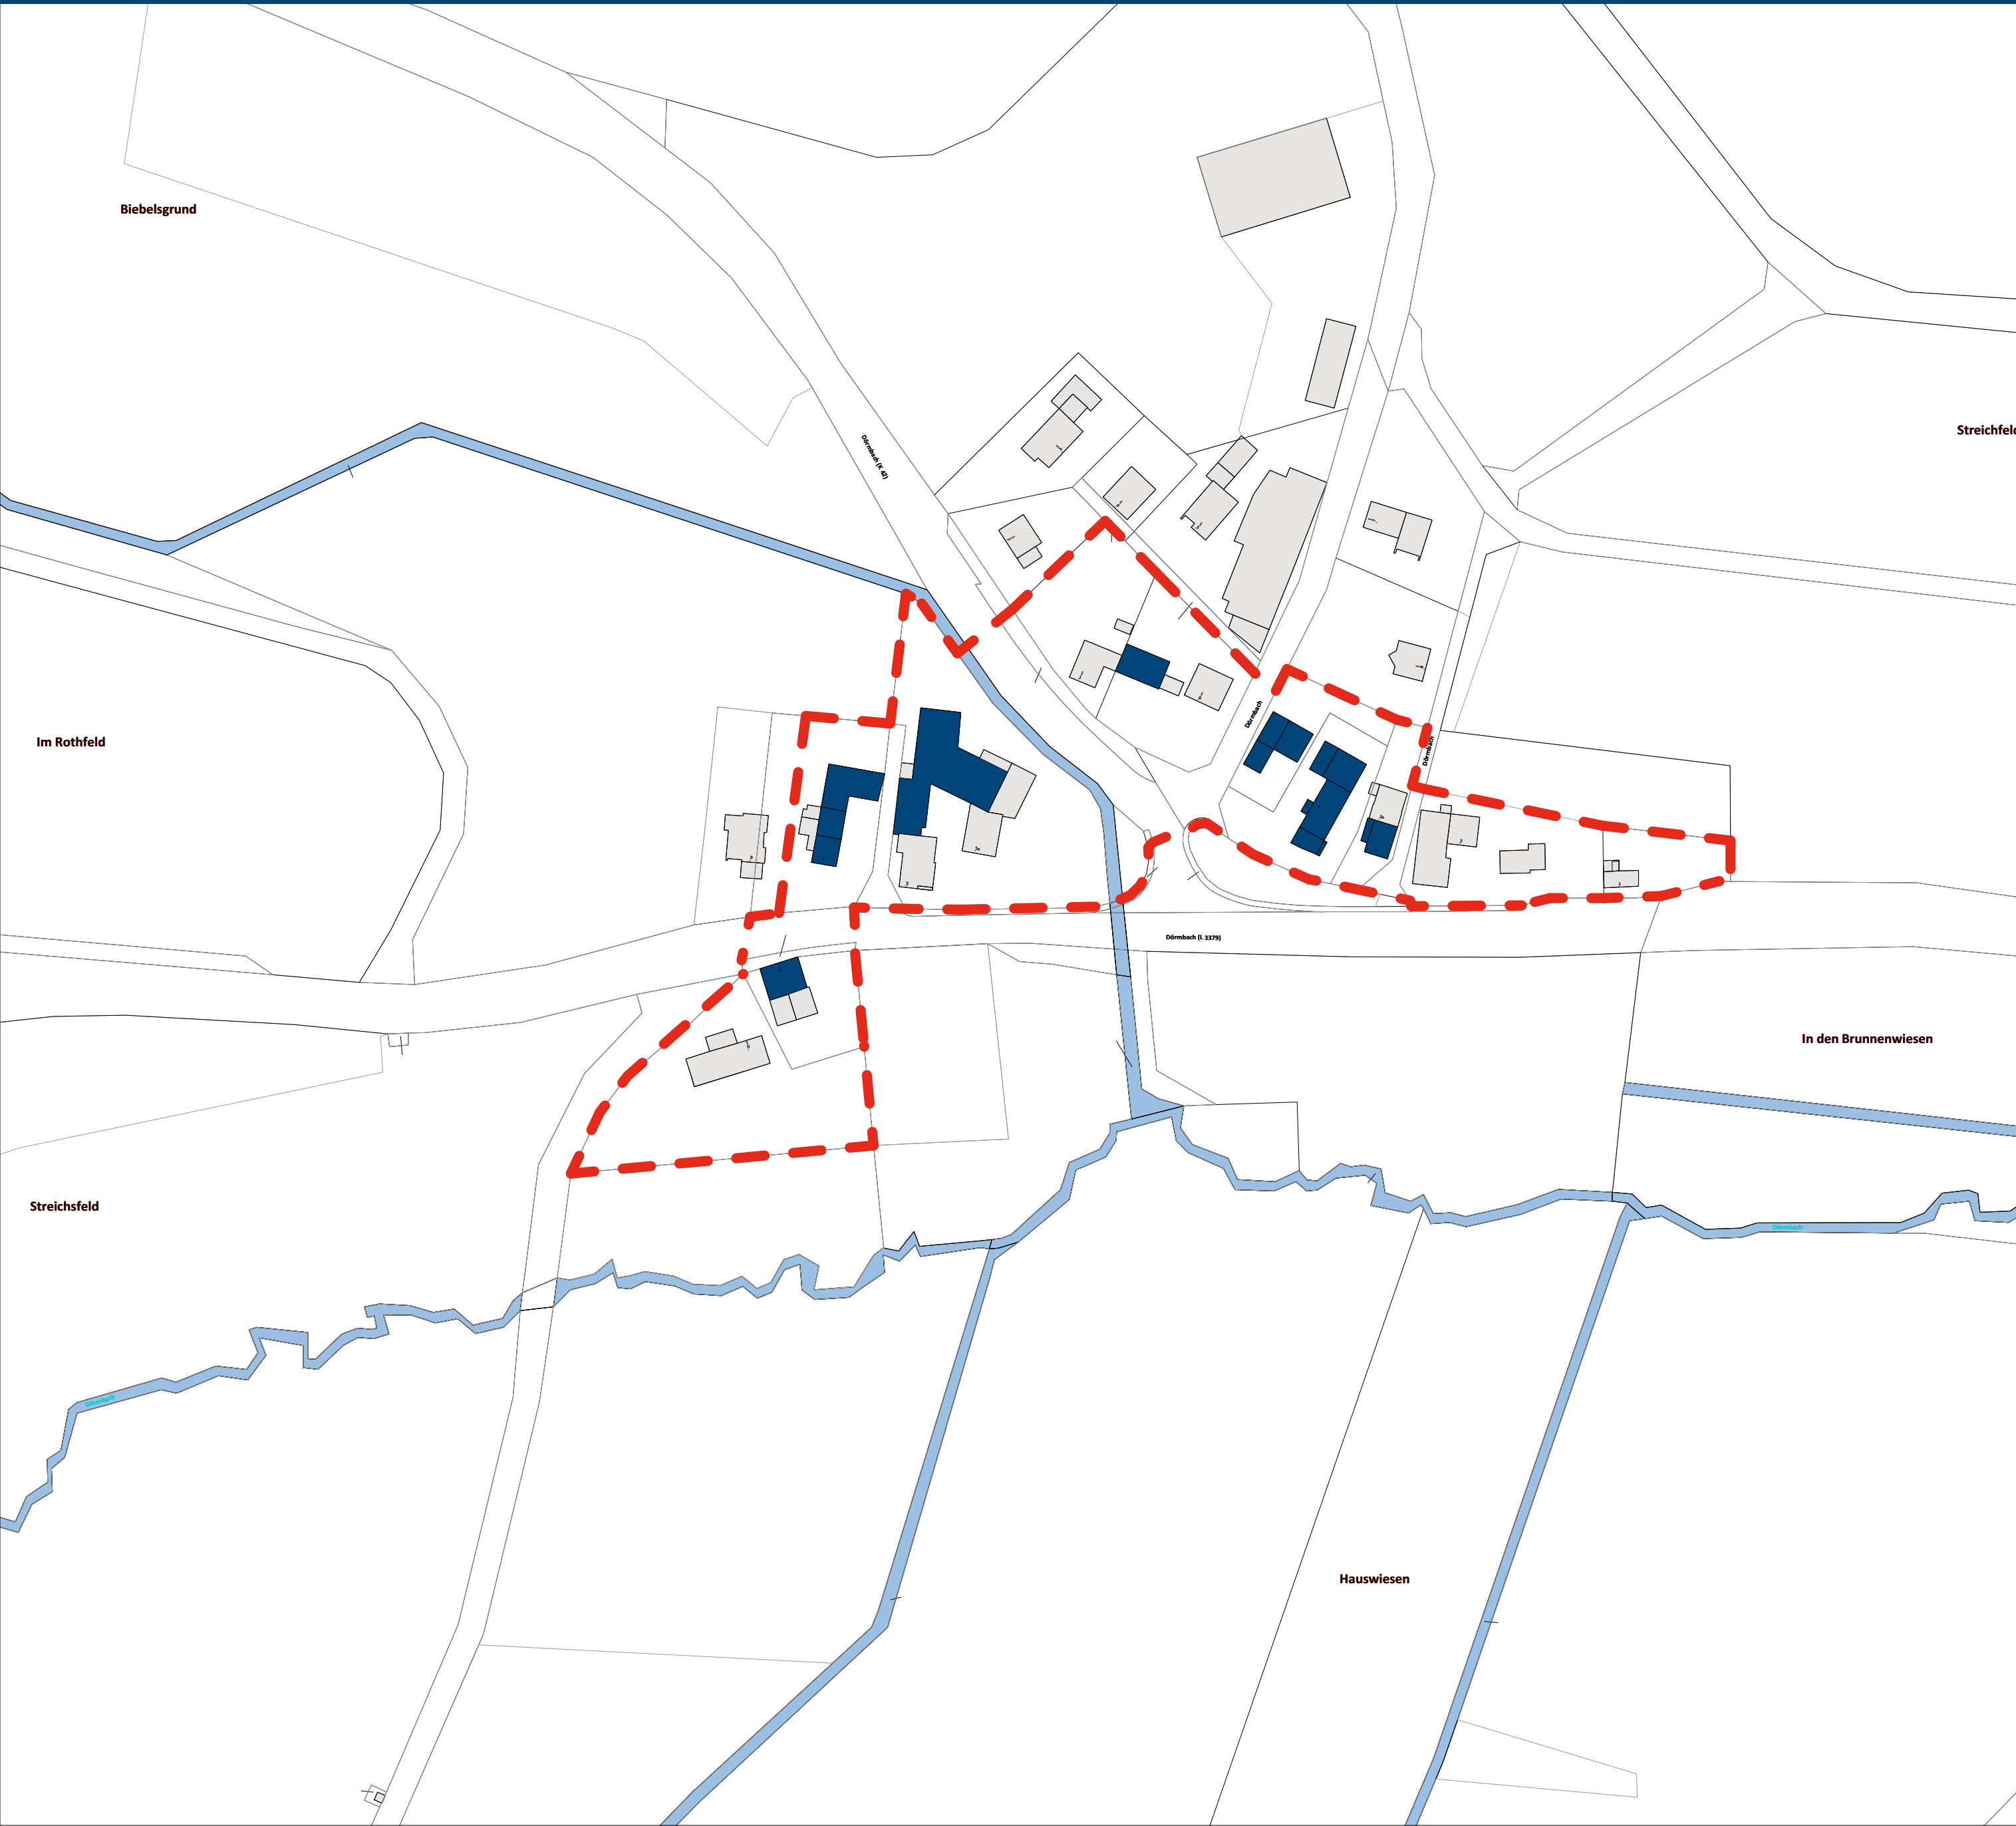 Biebelsgrund
Streichfeld
Dörmbach (K 42)
Im Rothfeld
Dörmbach
Dörmbach
Dörmbach (L 3379)
In den Brunnenwiesen
Streichsfeld
Dörmbach
Dörmbach
Hauswiesen